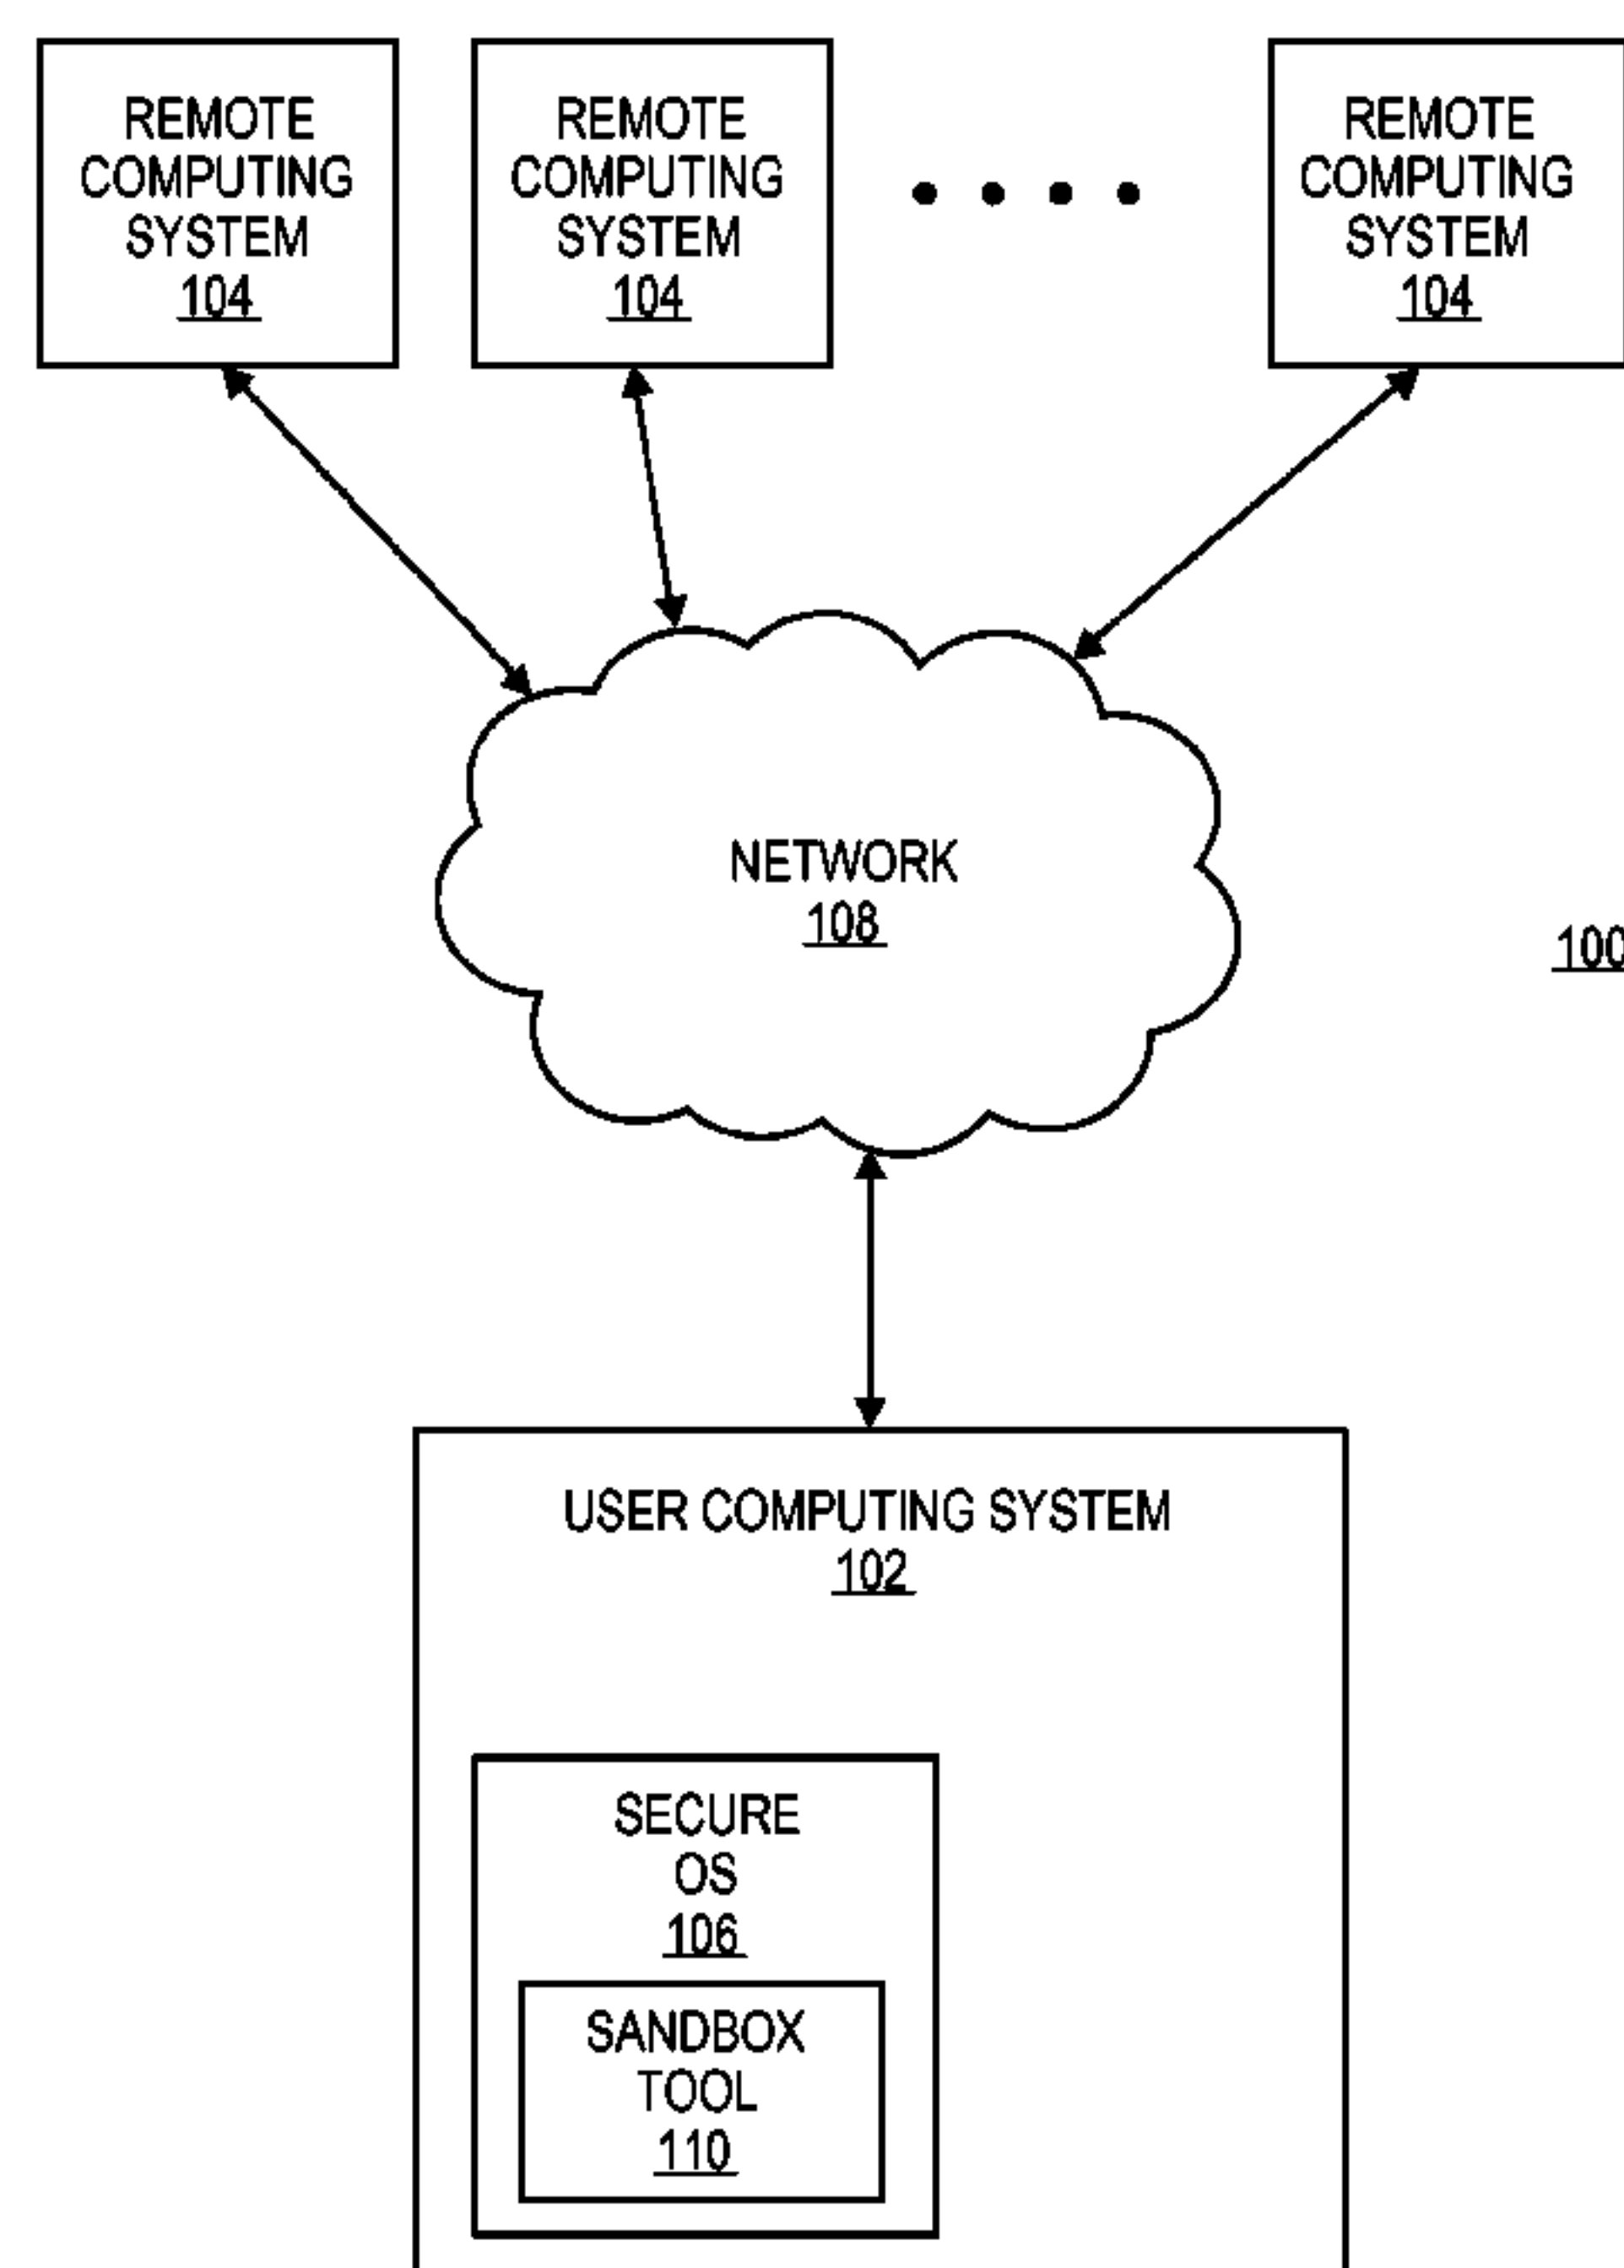 REMOTE
COMPUTING
SYSTEM
104
REMOTE
COMPUTING
SYSTEM
104
REMOTE
COMPUTING
SYSTEM
104
NETWORK
108
100
USER COMPUTING SYSTEM
102
SECURE
OS
106
SANDBOX
TOOL
110